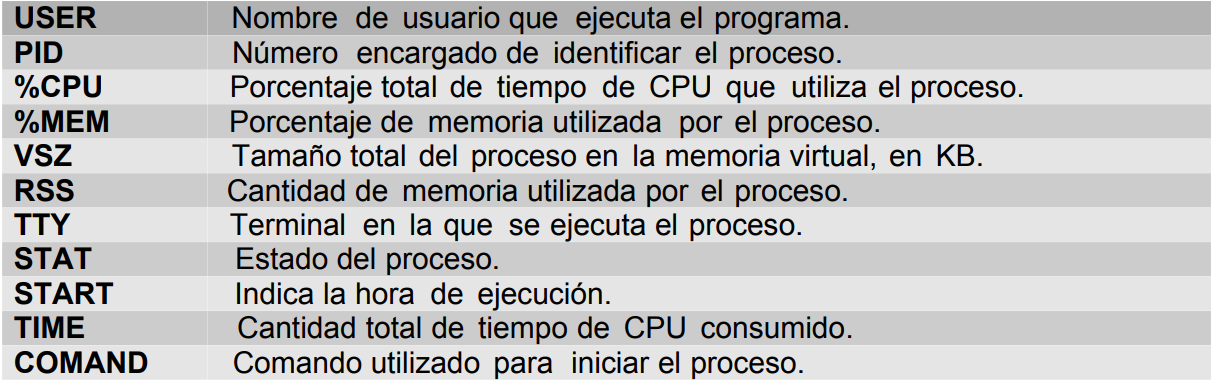 USER Nombre de usuario que ejecuta el programa.
PID Número encargado de identificar el proceso.
%CPU Porcentaje total de tiempo de CPU que utiliza el proceso.
%MEM Porcentaje de memoria utilizada por el proceso.
VSZ Tamaño total del proceso en la memoria virtual, en KB.
RSS Cantidad de memoria utilizada por el proceso.
TTY Terminal en la que se ejecuta el proceso.
STAT Estado del proceso.
START Indica la hora de ejecución.
TIME Cantidad total de tiempo de CPU consumido.
COMAND Comando utilizado para iniciar el proceso.